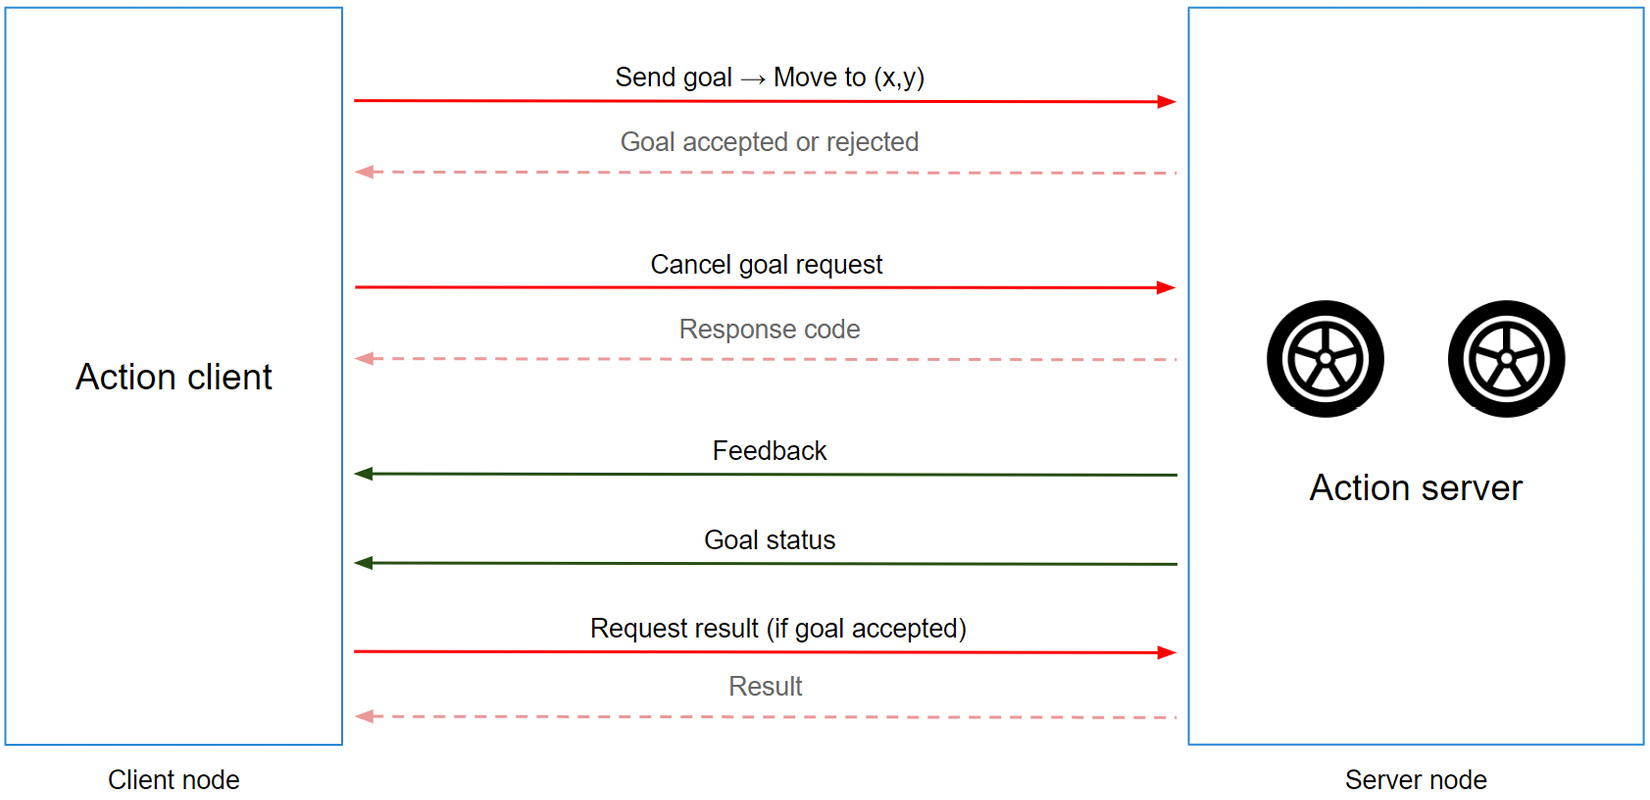 Send goal → Move to (x,y)
Goal accepted or rejected
Cancel goal request
Response code
Action client
Feedback
Action server
Goal status
Request result (if goal accepted)
Result
Client node
Server node